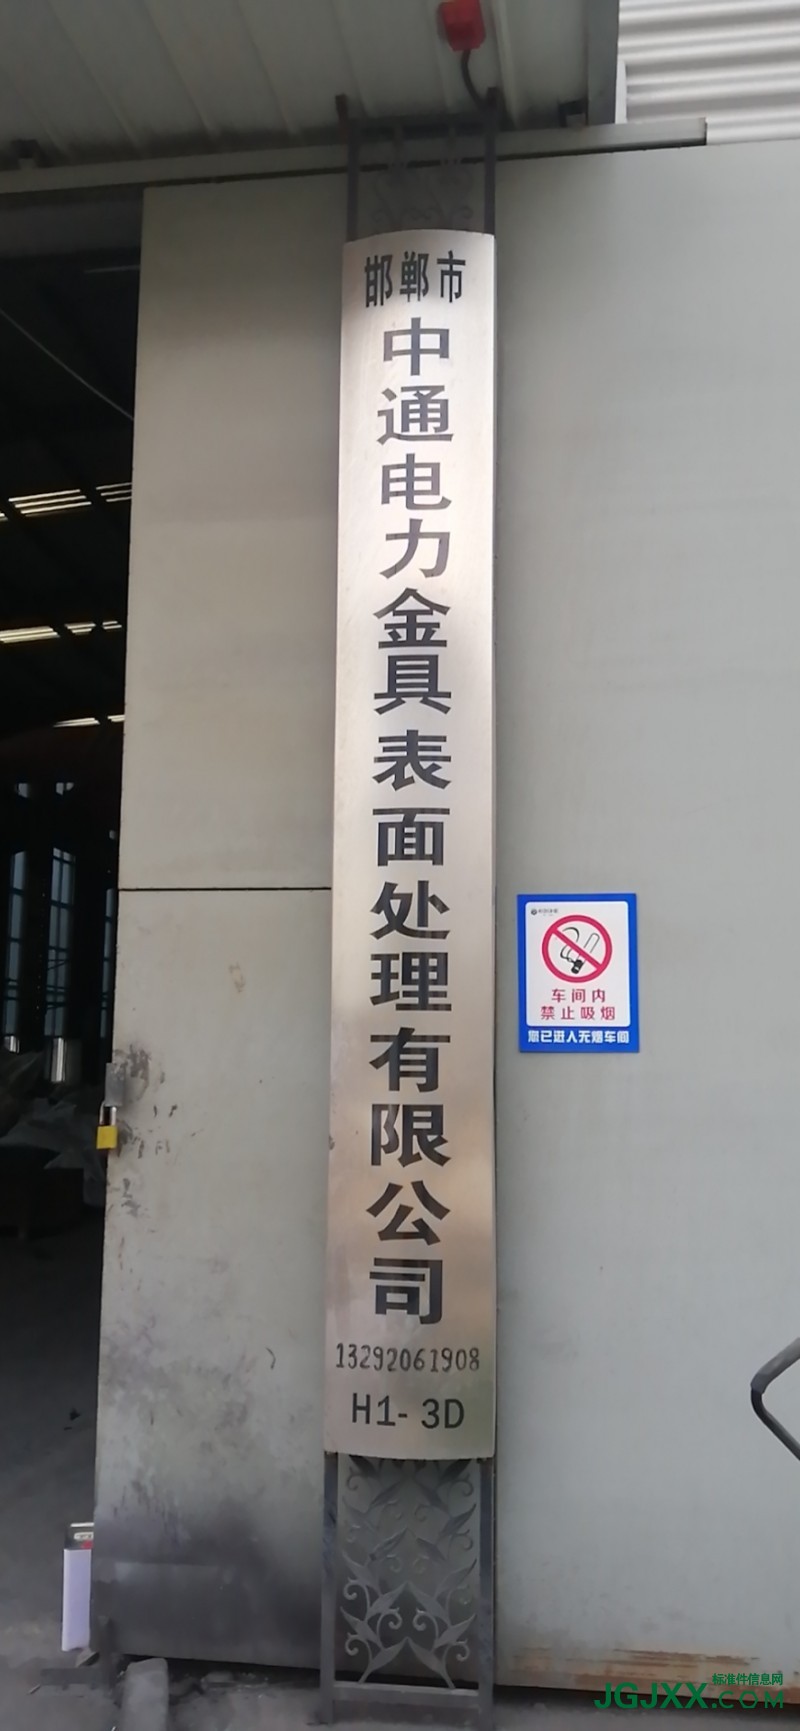 邯郸市
中通电力金具表面处理有限公司
13292061908
H1-3D
车间内
禁止吸烟
您已进入无烟车间
标准件信息网
JGJXX.COM